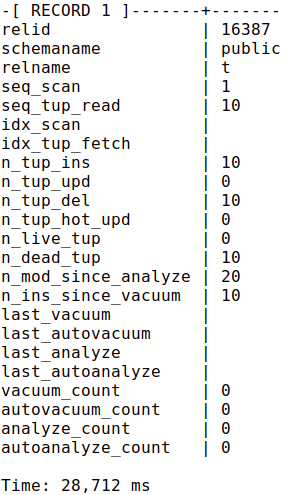 -[ RECORD 1 ]-------+-------
relid               | 16387
schemaname          | public
relname             | t
seq_scan            | 1
seq_tup_read        | 10
idx_scan            |
idx_tup_fetch       |
n_tup_ins           | 10
n_tup_upd           | 0
n_tup_del           | 10
n_tup_hot_upd       | 0
n_live_tup          | 0
n_dead_tup          | 10
n_mod_since_analyze | 20
n_ins_since_vacuum  | 10
last_vacuum         |
last_autovacuum     |
last_analyze        |
last_autoanalyze    |
vacuum_count        | 0
autovacuum_count    | 0
analyze_count       | 0
autoanalyze_count   | 0

Time: 28,712 ms